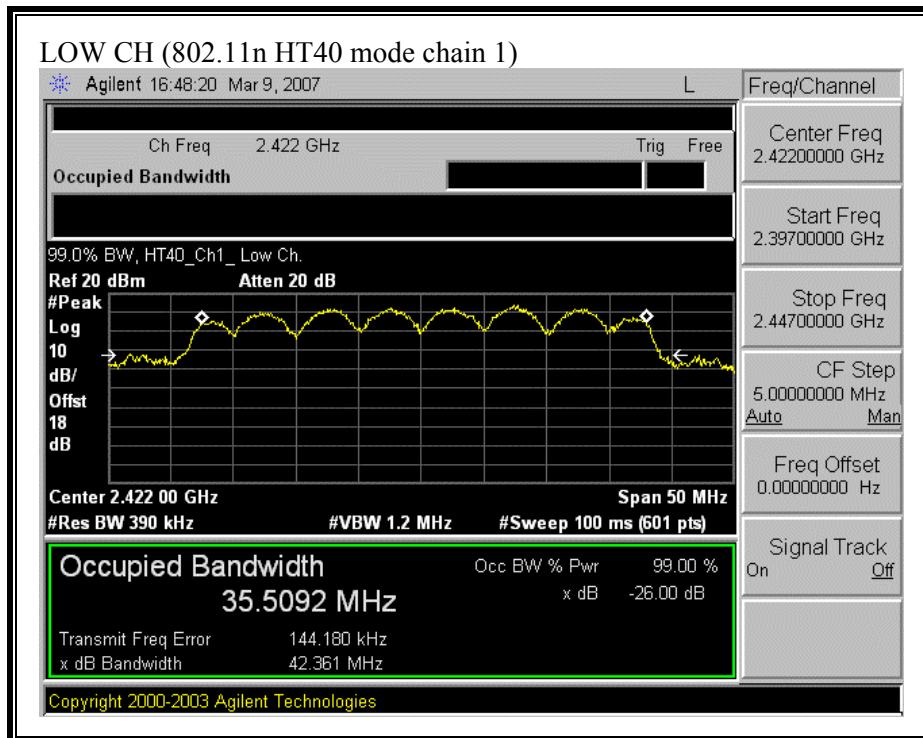 LOW CH (802.11n HT40 mode chain 1)
Agilent 16:48:20 Mar 9, 2007 L
Freq/Channel
Ch Freq 2.422 GHz Trig Free
Occupied Bandwidth
Center Freq
2.42200000 GHz
Start Freq
2.39700000 GHz
Stop Freq
2.44700000 GHz
CF Step
5.00000000 MHz
Auto Man
Freq Offset
0.00000000 Hz
Signal Track
On Off
99.0% BW, HT40_Ch1_ Low Ch.
Ref 20 dBm Atten 20 dB
#Peak
Log
10
dB/
Offst
18
dB
Center 2.422 00 GHz Span 50 MHz
#Res BW 390 kHz #VBW 1.2 MHz #Sweep 100 ms (601 pts)
Occupied Bandwidth Occ BW % Pwr 99.00 %
35.5092 MHz x dB -26.00 dB
Transmit Freq Error 144.180 kHz
x dB Bandwidth 42.361 MHz
Copyright 2000-2003 Agilent Technologies